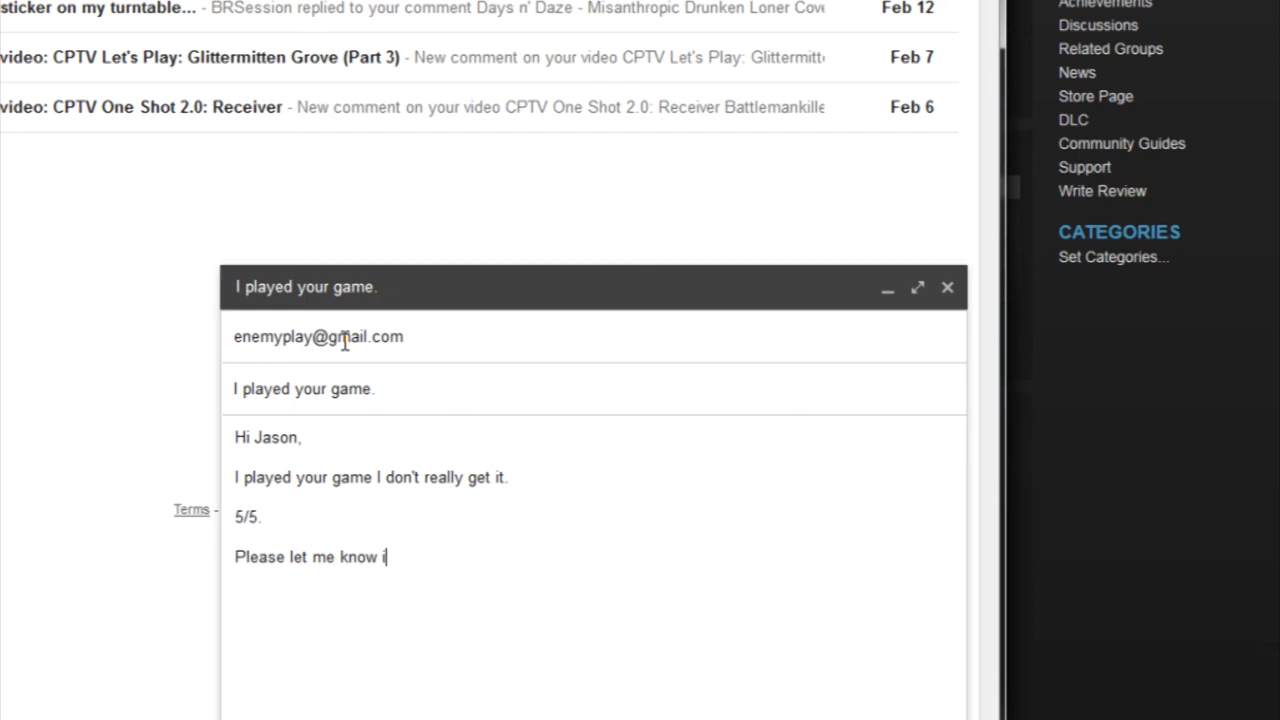 sticker on my turntable... - BRSession replied to your comment Days n' Daze - Misanthropic Drunken Loner Cove Feb 12
video: CPTV Let's Play: Glittermitten Grove (Part 3) - New comment on your video CPTV Let's Play: Glittermitt Feb 7
video: CPTV One Shot 2.0: Receiver - New comment on your video CPTV One Shot 2.0: Receiver Battlemankille Feb 6
I played your game.
enemyplay@gmail.com
I played your game.
Hi Jason,
I played your game I don't really get it.
5/5.
Please let me know i
Terms -
Achievements
Discussions
Related Groups
News
Store Page
DLC
Community Guides
Support
Write Review
CATEGORIES
Set Categories...